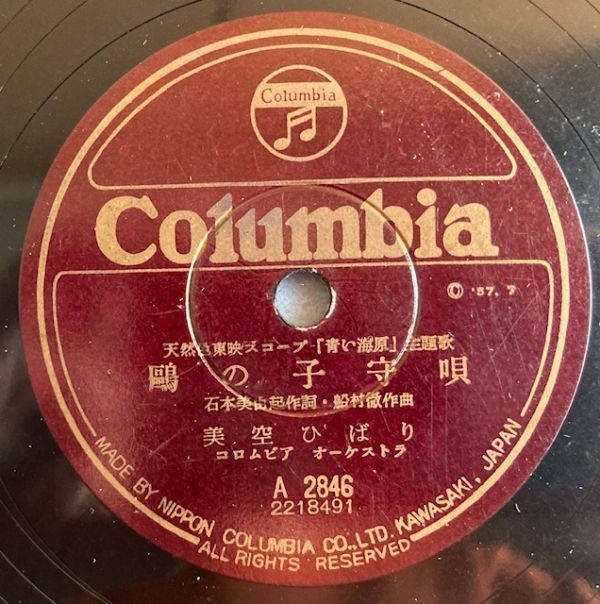 Columbia
Columbia
© '57. 7
天然色東映スコープ「青い海原」主題歌
鷗の子守唄
石本美由起作詞・船村徹作曲
美空ひばり
コロムビア オーケストラ
A 2846
2218491
MADE BY NIPPON COLUMBIA CO., LTD. KAWASAKI, JAPAN
ALL RIGHTS RESERVED